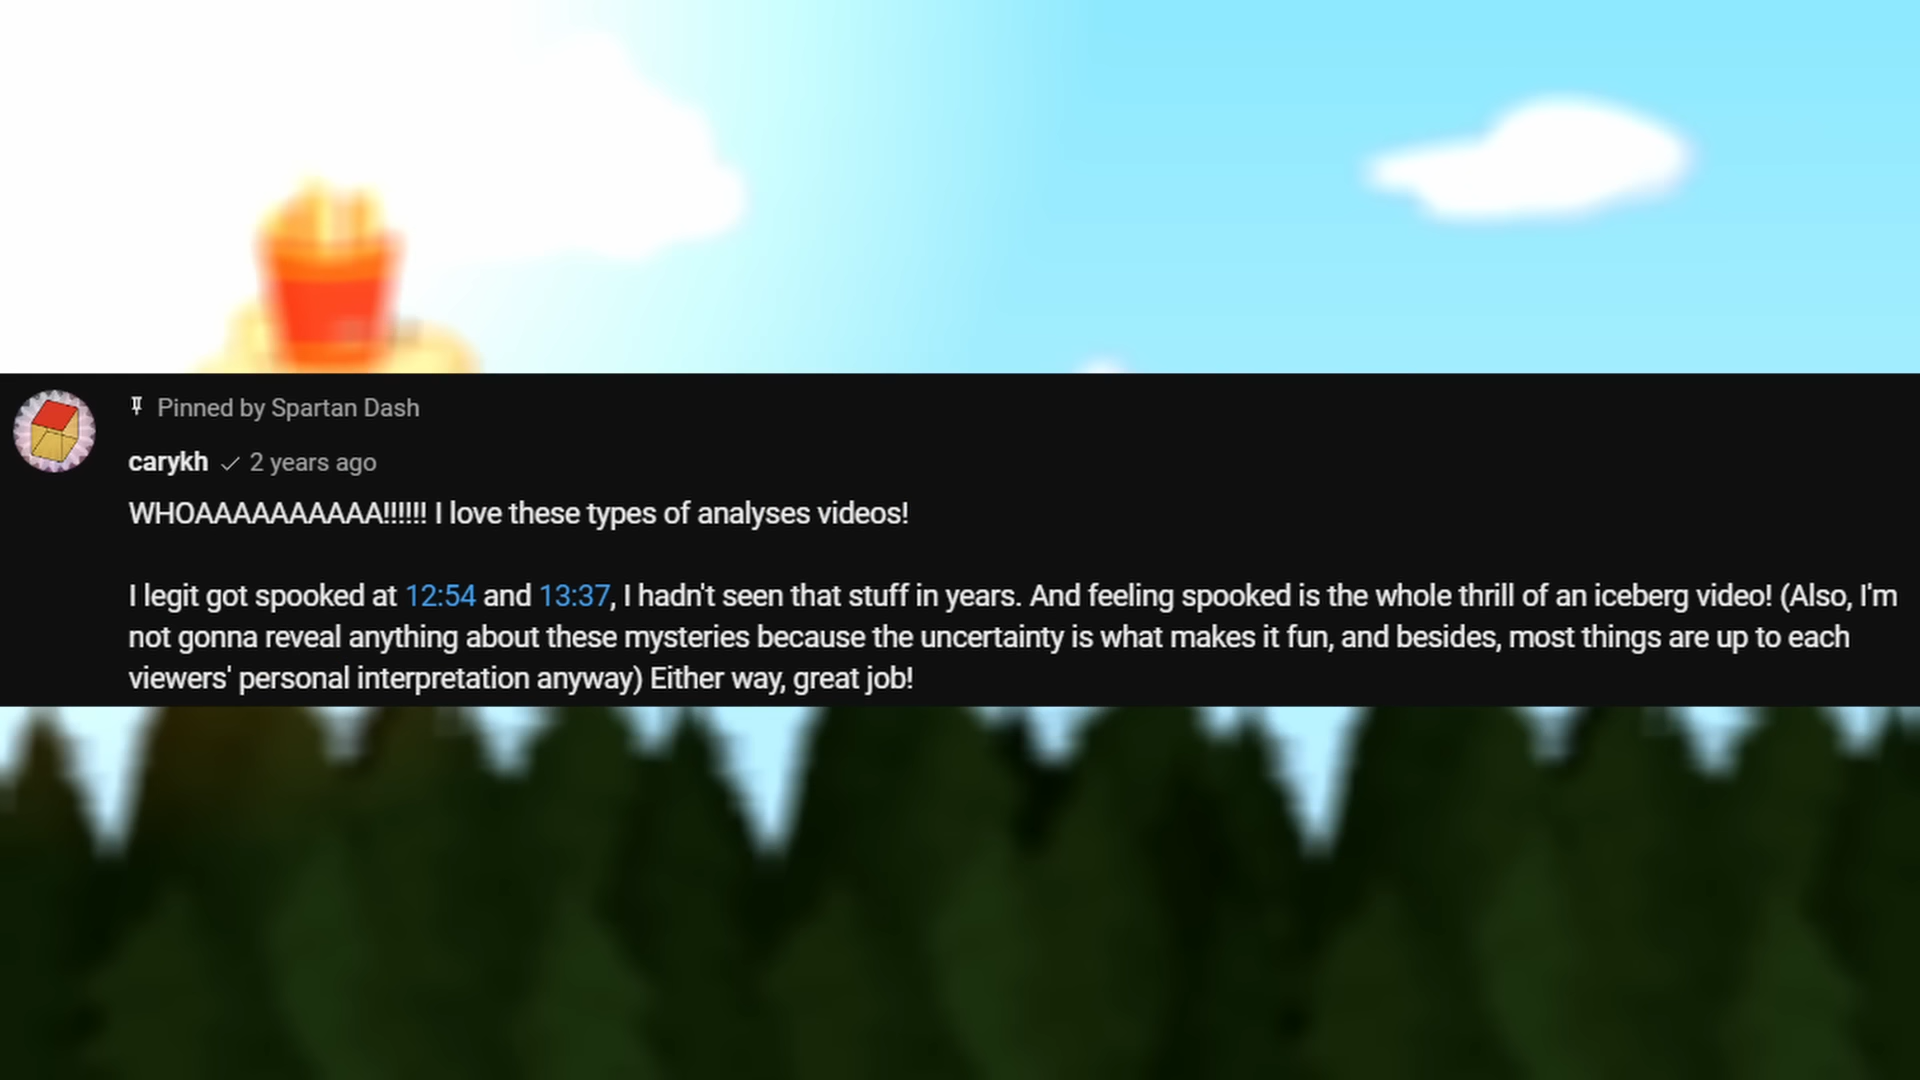 Pinned by Spartan Dash
carykh ✓ 2 years ago
WHOAAAAAAAAAA!!!!!! I love these types of analyses videos!
I legit got spooked at 12:54 and 13:37, I hadn't seen that stuff in years. And feeling spooked is the whole thrill of an iceberg video! (Also, I'm
not gonna reveal anything about these mysteries because the uncertainty is what makes it fun, and besides, most things are up to each
viewers' personal interpretation anyway) Either way, great job!